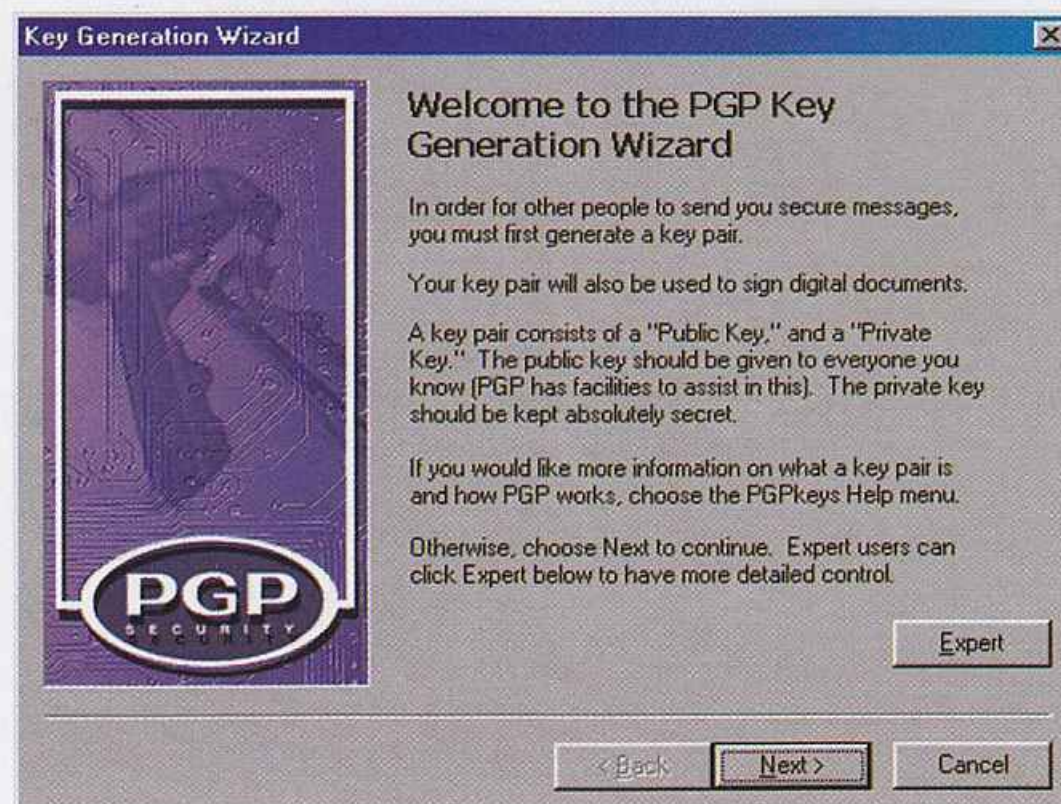 Key Generation Wizard
Welcome to the PGP Key
Generation Wizard
In order for other people to send you secure messages,
you must first generate a key pair.
Your key pair will also be used to sign digital documents.
A key pair consists of a "Public Key," and a "Private
Key." The public key should be given to everyone you
know (PGP has facilities to assist in this). The private key
should be kept absolutely secret.
If you would like more information on what a key pair is
and how PGP works, choose the PGPkeys Help menu.
Otherwise, choose Next to continue. Expert users can
click Expert below to have more detailed control.
PGP
SECURITY
Expert
< Back
Next >
Cancel